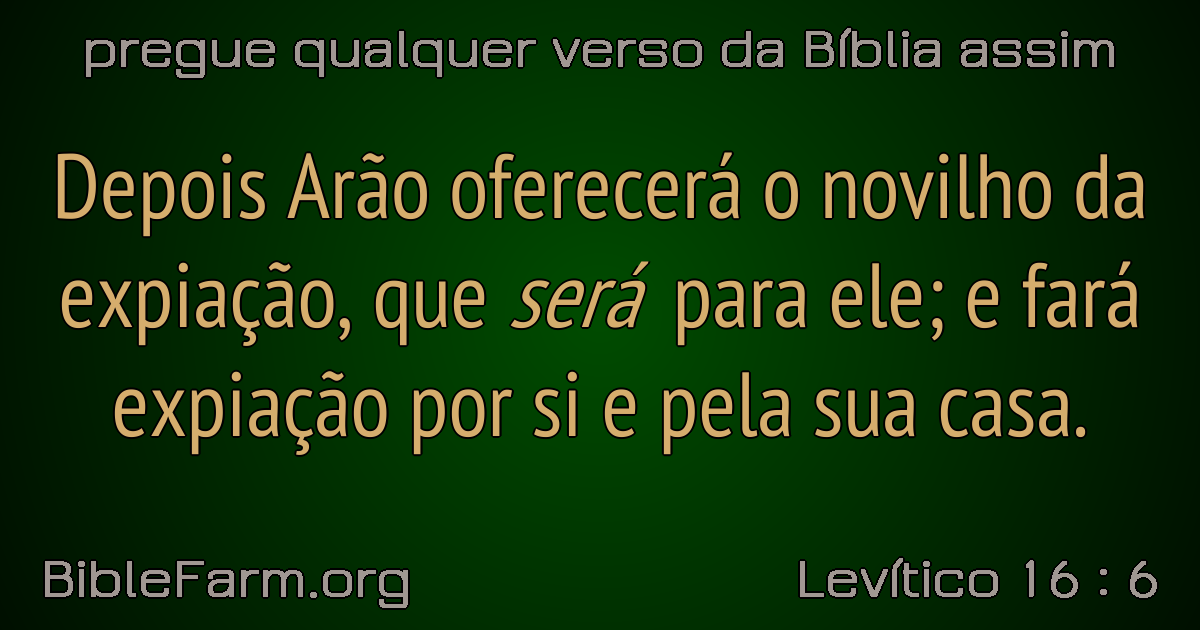 pregue qualquer verso da Bíblia assim
Depois Arão oferecerá o novilho da
expiação, que será para ele; e fará
expiação por si e pela sua casa.
BibleFarm.org
Levítico 16 : 6